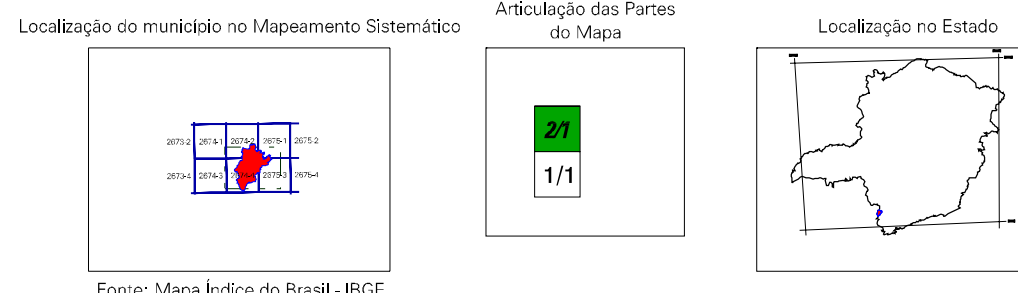 Localização do município no Mapeamento Sistemático
Articulação das Partes
do Mapa
Localização no Estado
2673-2 2674-1 2674-2 2675-1 2675-2
2673-4 2674-3 2675-3 2675-4
2/1
1/1
Fonte: Mapa Índice do Brasil - IBGE